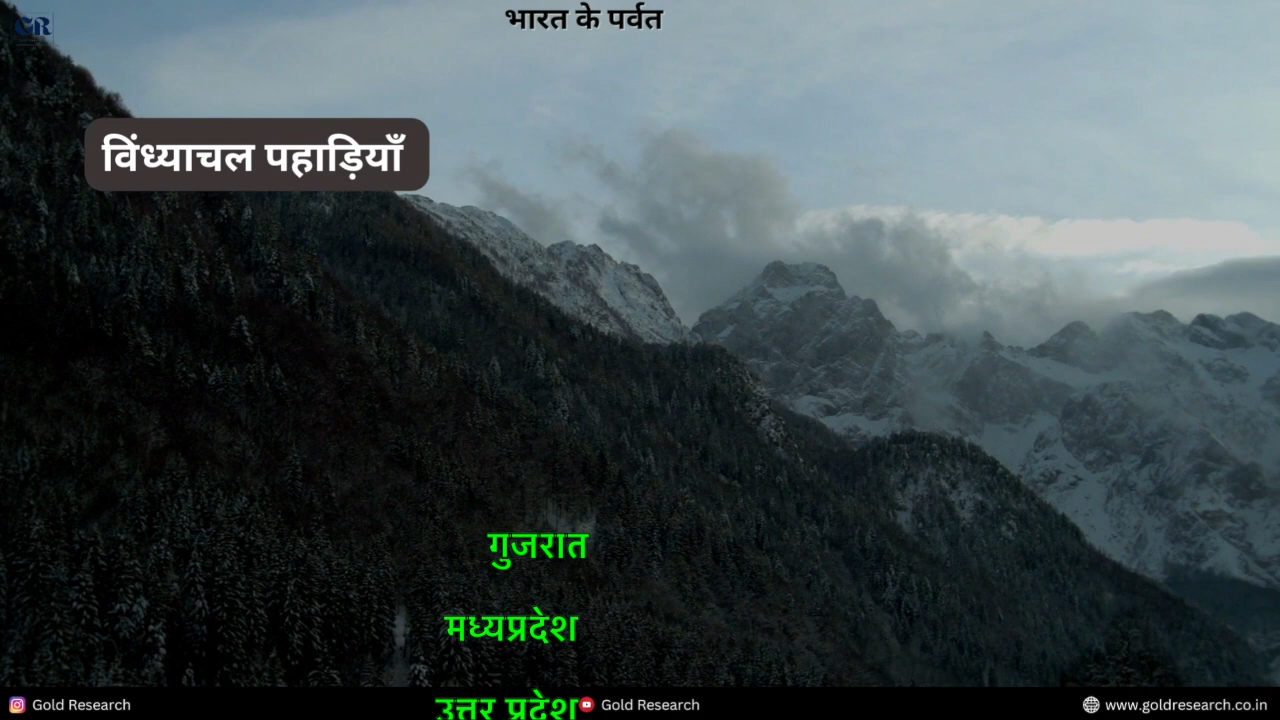 GR
भारत के पर्वत
विंध्याचल पहाड़ियाँ
गुजरात
मध्यप्रदेश
उत्तर प्रदेश
Gold Research
Gold Research
www.goldresearch.co.in